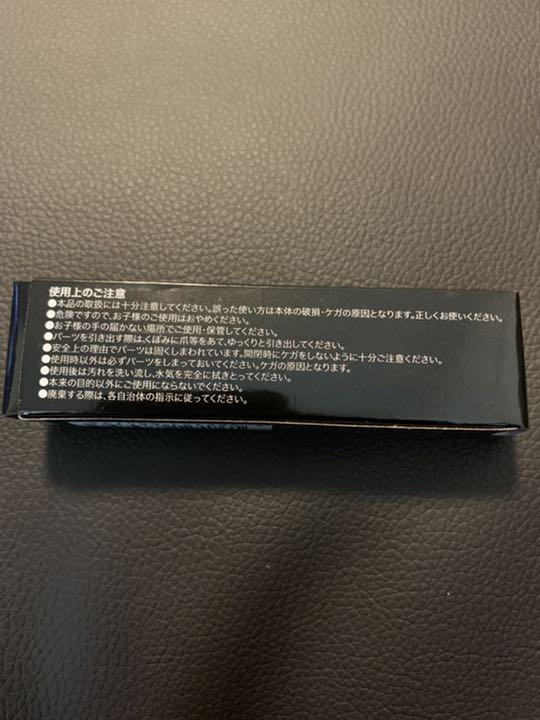 使用上のご注意
●本品の取扱には十分注意してください。誤った使い方は本体の破損・ケガの原因となります。正しくお使いください。
●危険ですので、お子様のご使用はおやめください。
●お子様の手の届かない場所でご使用・保管してください。
●パーツを引き出す際は、くぼみに爪等をあて、ゆっくりと引き出してください。
●安全上の理由でパーツは固くしまわれています。開閉時にケガをしないように十分ご注意ください。
●使用時以外は必ずパーツをしまっておいてください。ケガの原因となります。
●使用後は汚れを洗い流し、水気を完全に拭きとってください。
●本来の目的以外にご使用にならないでください。
●廃棄する際は、各自治体の指示に従ってください。